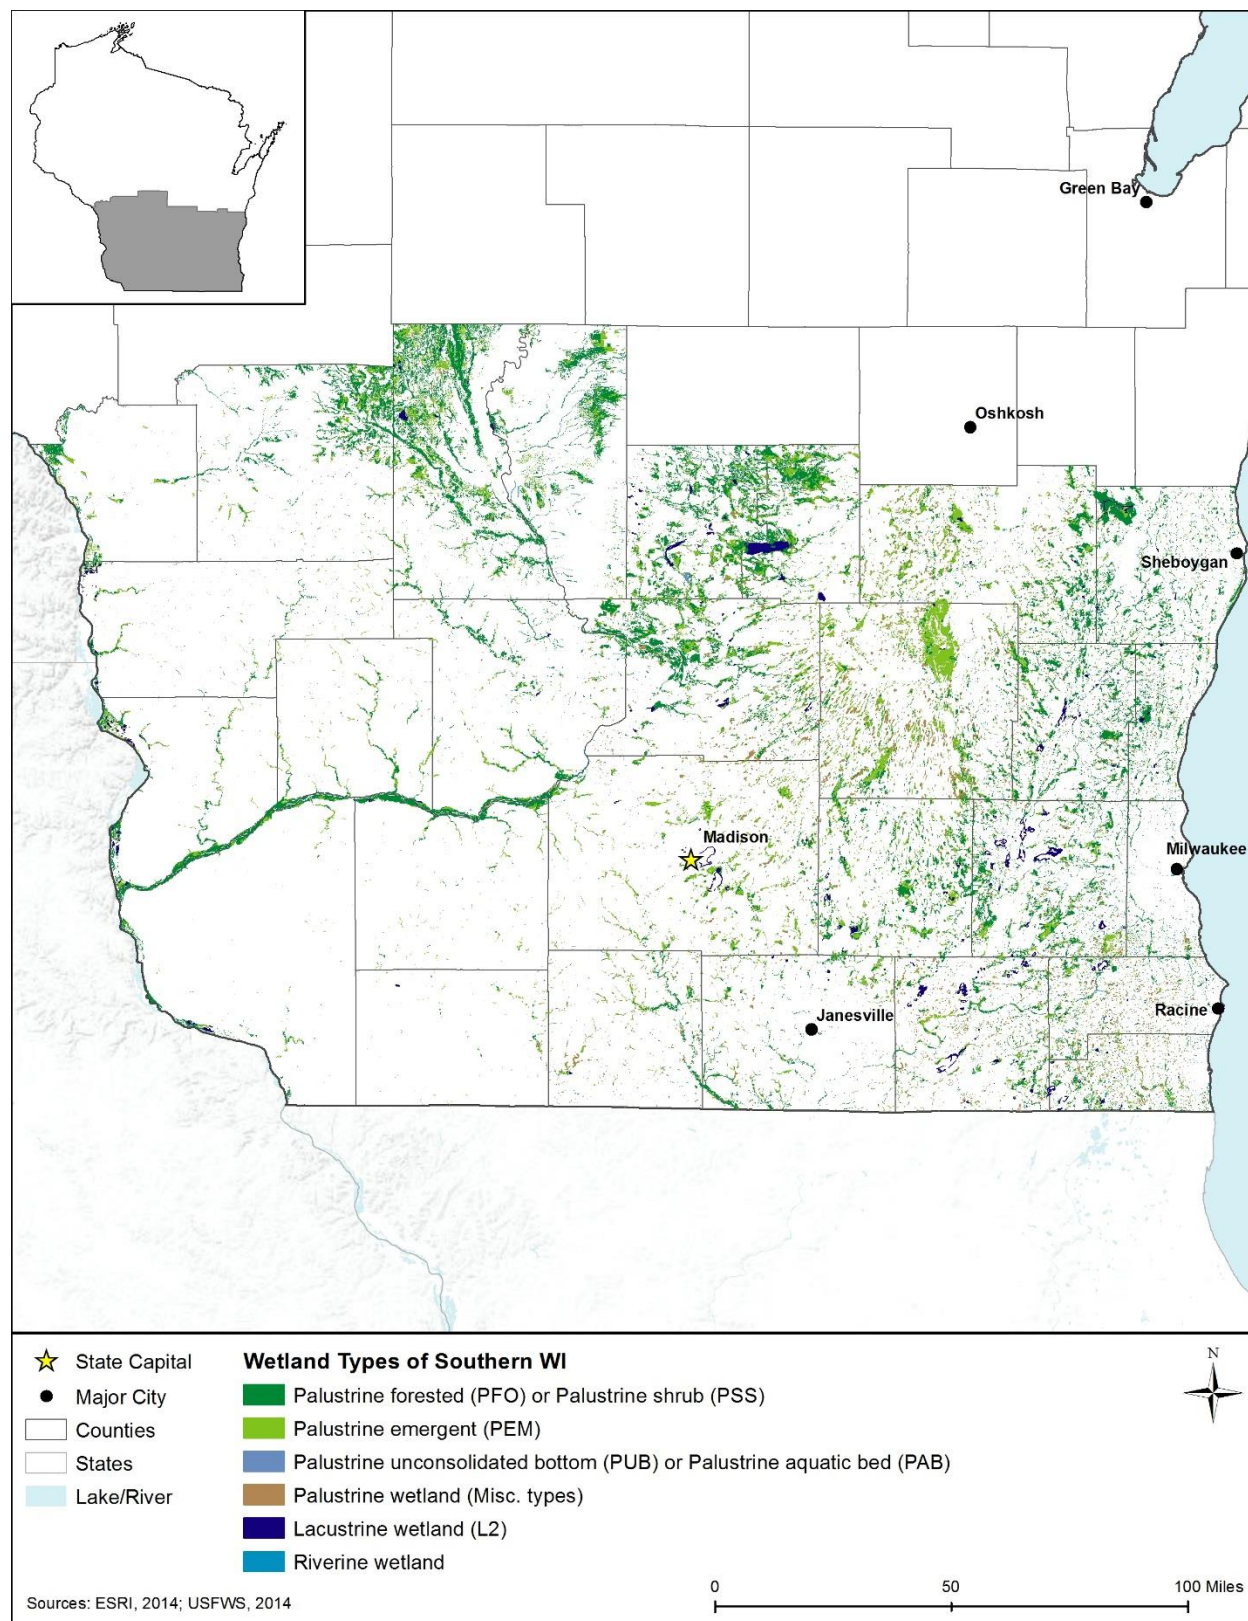 Green Bay
Oshkosh
Sheboygan
Madison
Milwaukee
Janesville
Racine
State Capital
Major City
Counties
States
Lake/River
Wetland Types of Southern WI
Palustrine forested (PFO) or Palustrine shrub (PSS)
Palustrine emergent (PEM)
Palustrine unconsolidated bottom (PUB) or Palustrine aquatic bed (PAB)
Palustrine wetland (Misc. types)
Lacustrine wetland (L2)
Riverine wetland
N
0 50 100 Miles
Sources: ESRI, 2014; USFWS, 2014